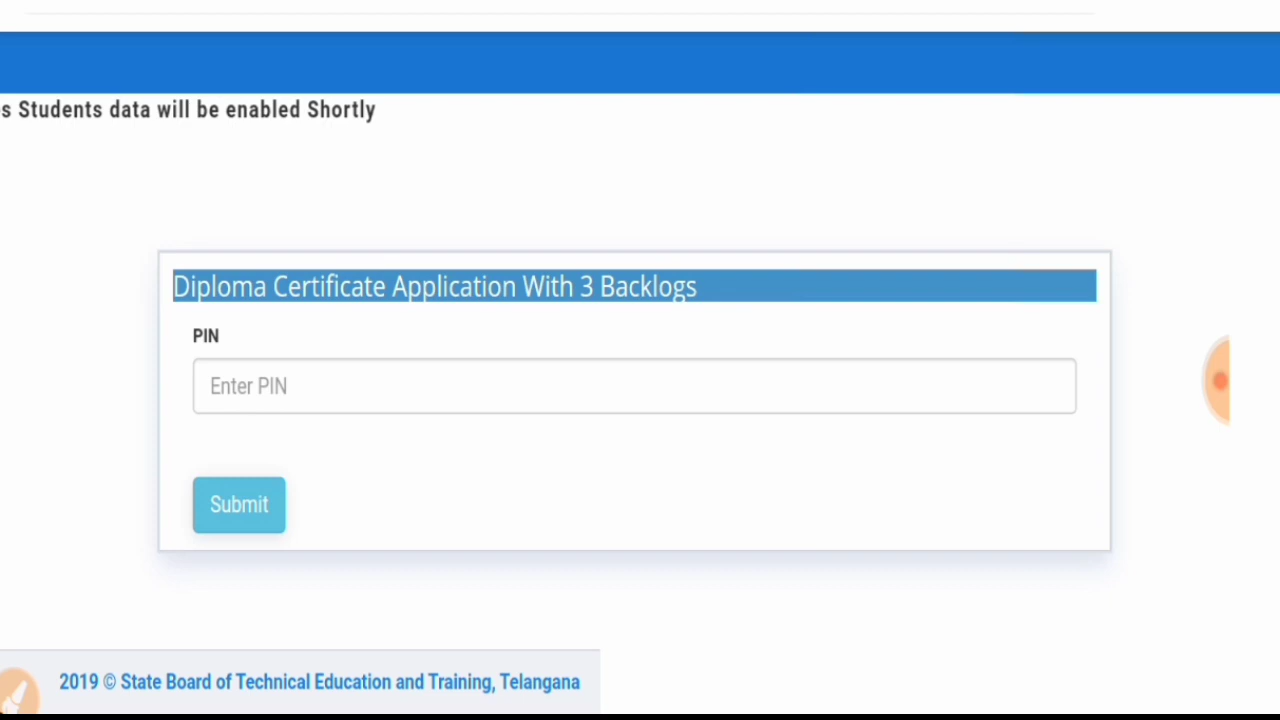 Students data will be enabled Shortly
Diploma Certificate Application With 3 Backlogs
PIN
Enter PIN
Submit
2019 © State Board of Technical Education and Training, Telangana